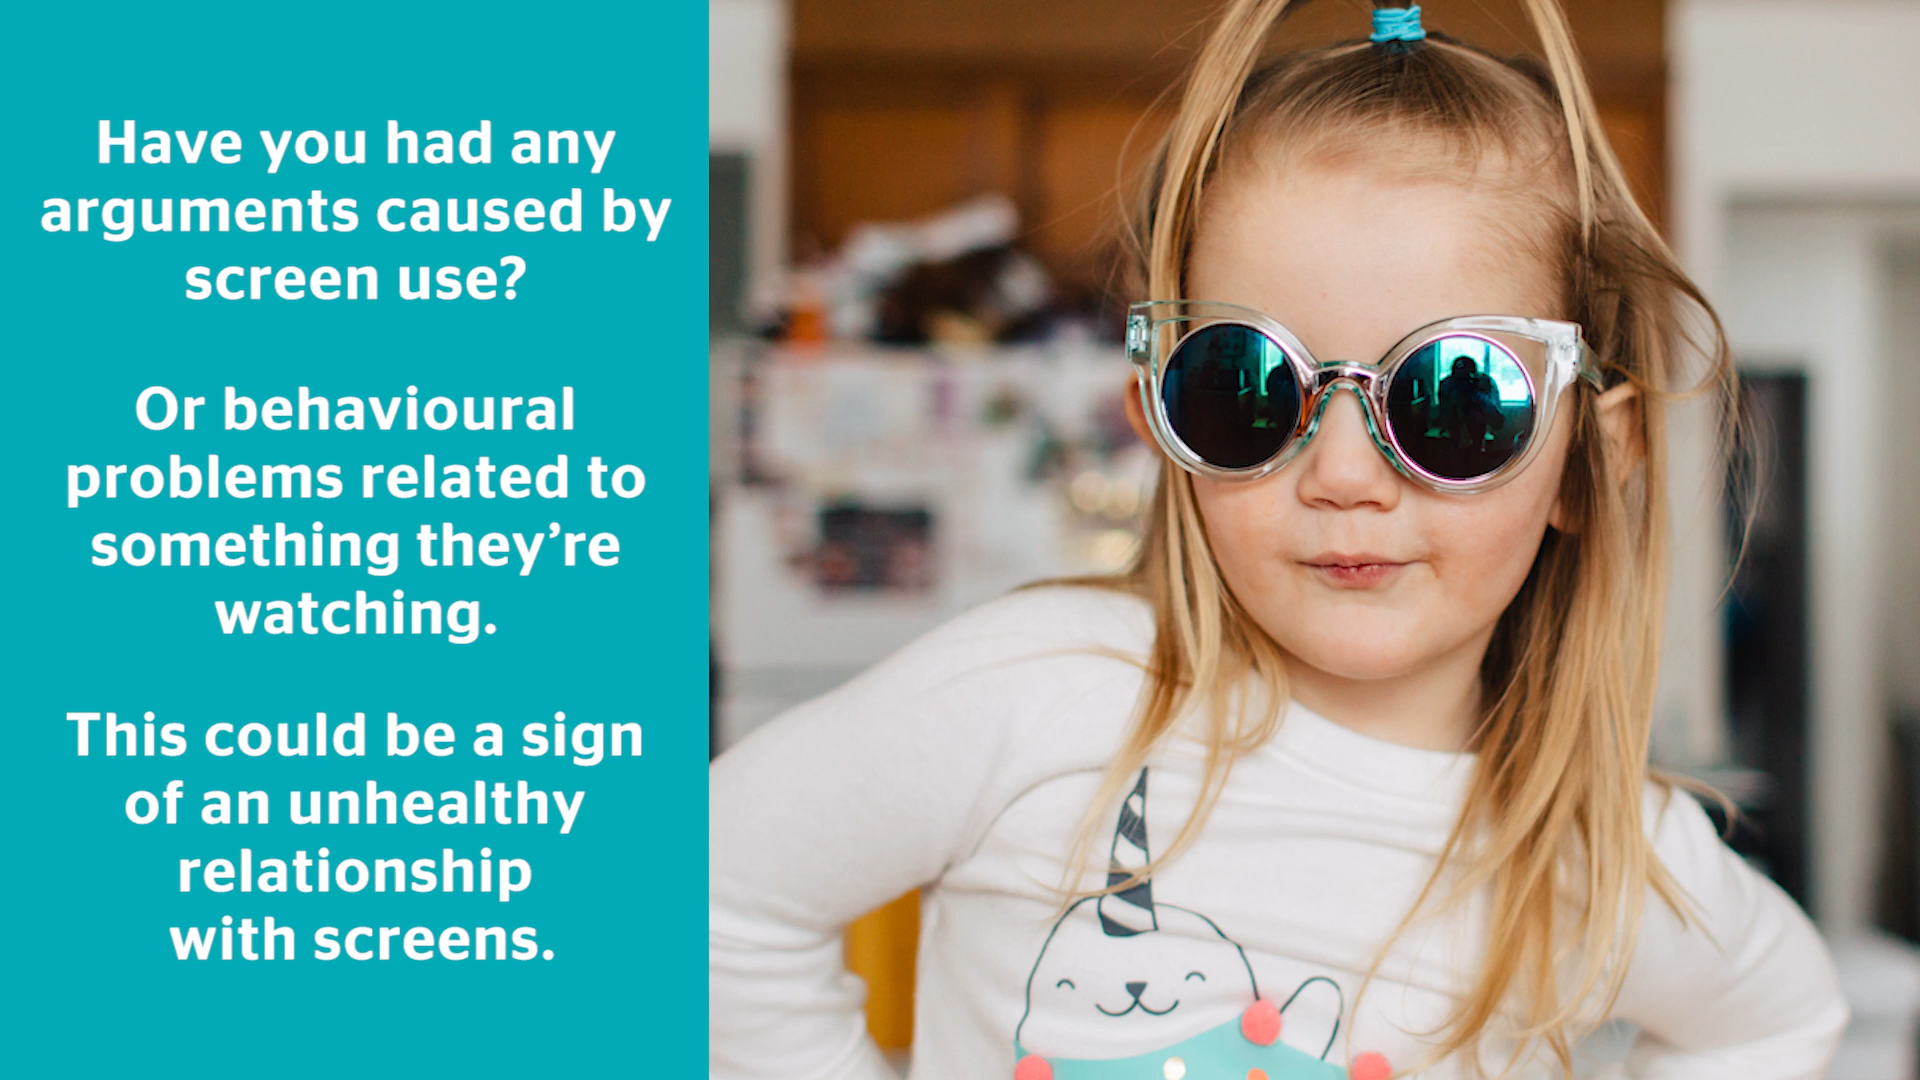 Have you had any
arguments caused by
screen use?
Or behavioural
problems related to
something they’re
watching.
This could be a sign
of an unhealthy
relationship
with screens.